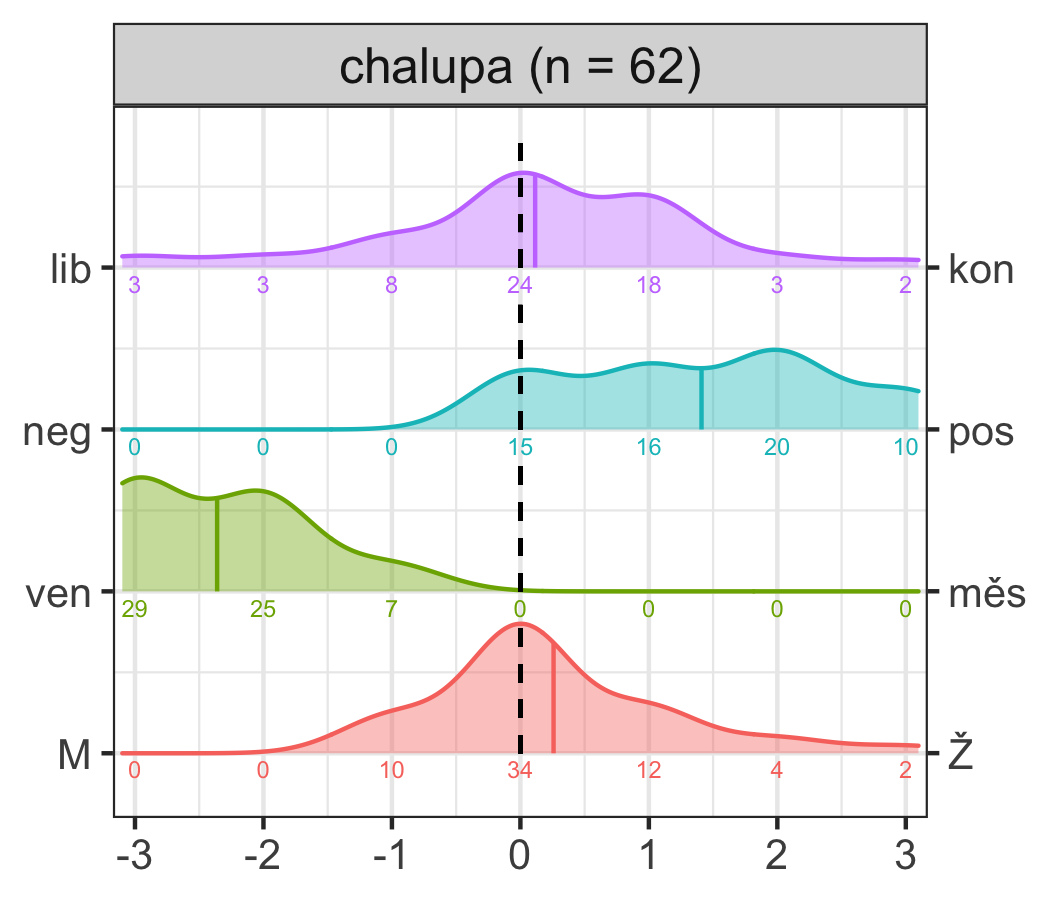 chalupa (n = 62)
lib kon
3 3 8 24 18 3 2
neg pos
0 0 0 15 16 20 10
ven měs
29 25 7 0 0 0 0
M Ž
0 0 10 34 12 4 2
-3 -2 -1 0 1 2 3